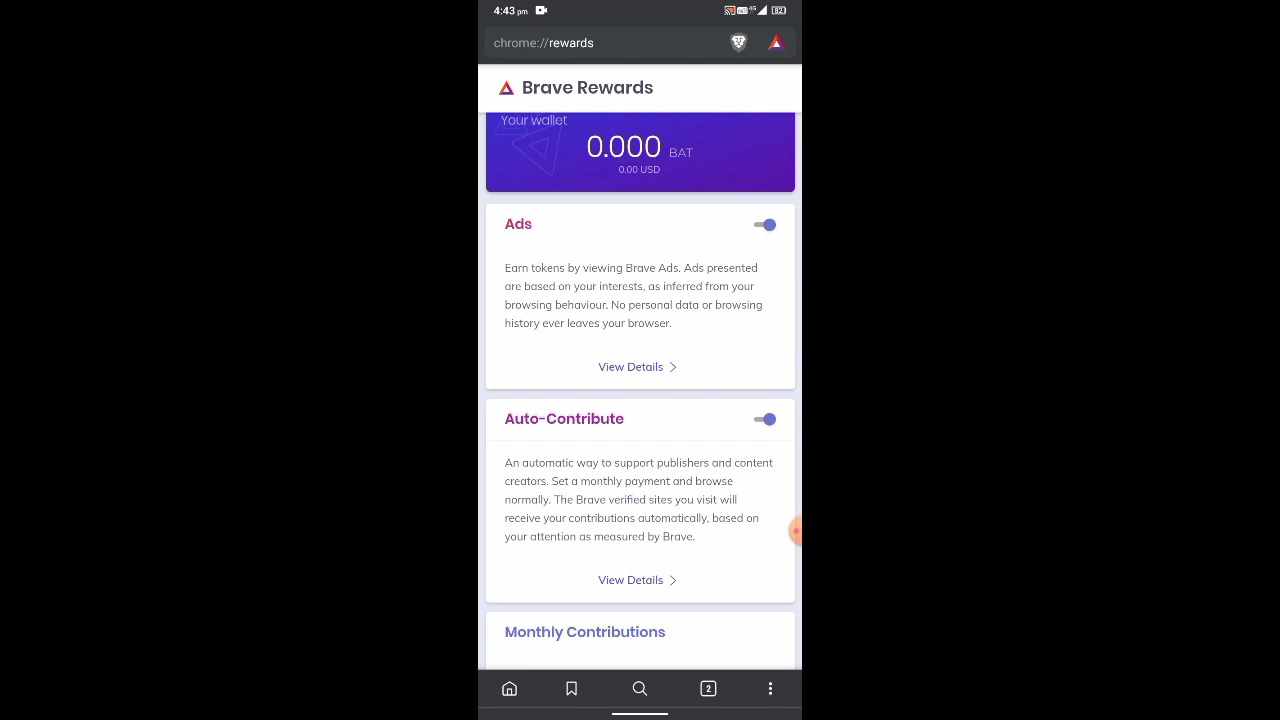 4:43 pm
4G
82
chrome://rewards
Brave Rewards
Your wallet
0.000 BAT
0.00 USD
Ads
Earn tokens by viewing Brave Ads. Ads presented
are based on your interests, as inferred from your
browsing behaviour. No personal data or browsing
history ever leaves your browser.
View Details
Auto-Contribute
An automatic way to support publishers and content
creators. Set a monthly payment and browse
normally. The Brave verified sites you visit will
receive your contributions automatically, based on
your attention as measured by Brave.
View Details
Monthly Contributions
2